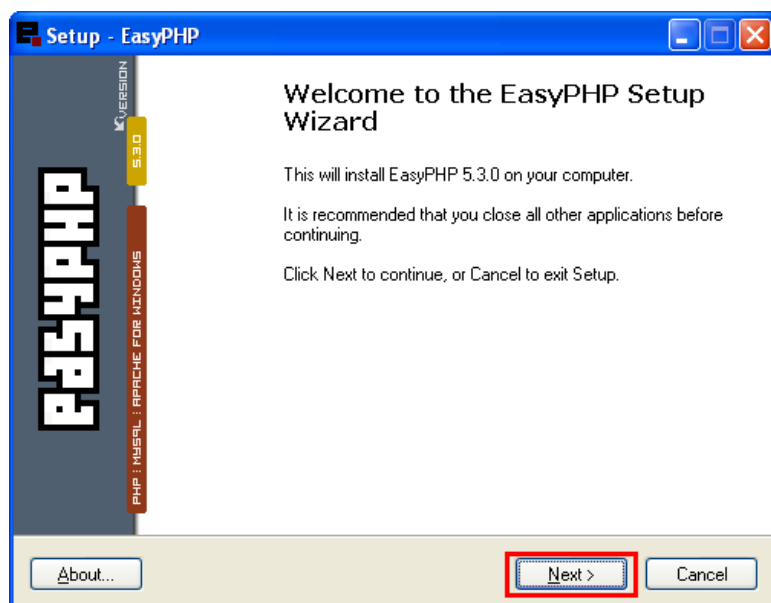 Setup - EasyPHP
VERSION
5.3.0
EASYPHP
PHP : MYSQL : APACHE FOR WINDOWS
Welcome to the EasyPHP Setup
Wizard
This will install EasyPHP 5.3.0 on your computer.
It is recommended that you close all other applications before
continuing.
Click Next to continue, or Cancel to exit Setup.
About...
Next >
Cancel